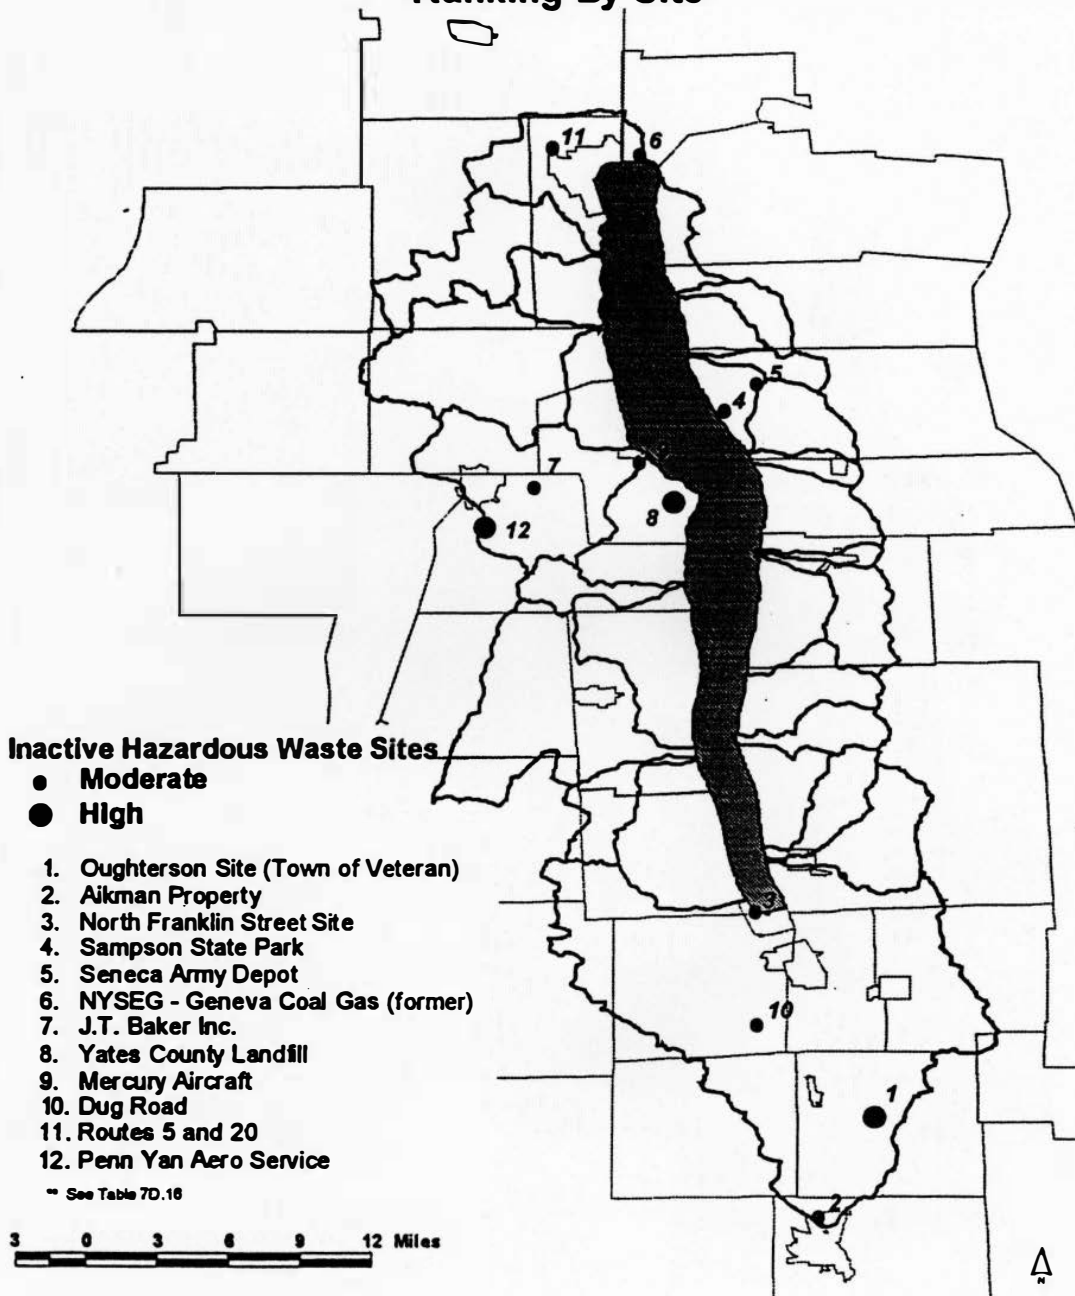 Ranking By Site
11
6
5
4
7
8
12
3
10
1
2
Inactive Hazardous Waste Sites
Moderate
High
1. Oughterson Site (Town of Veteran)
2. Aikman Property
3. North Franklin Street Site
4. Sampson State Park
5. Seneca Army Depot
6. NYSEG - Geneva Coal Gas (former)
7. J.T. Baker Inc.
8. Yates County Landfill
9. Mercury Aircraft
10. Dug Road
11. Routes 5 and 20
12. Penn Yan Aero Service
** See Table 7D.16
3 0 3 6 9 12 Miles
N